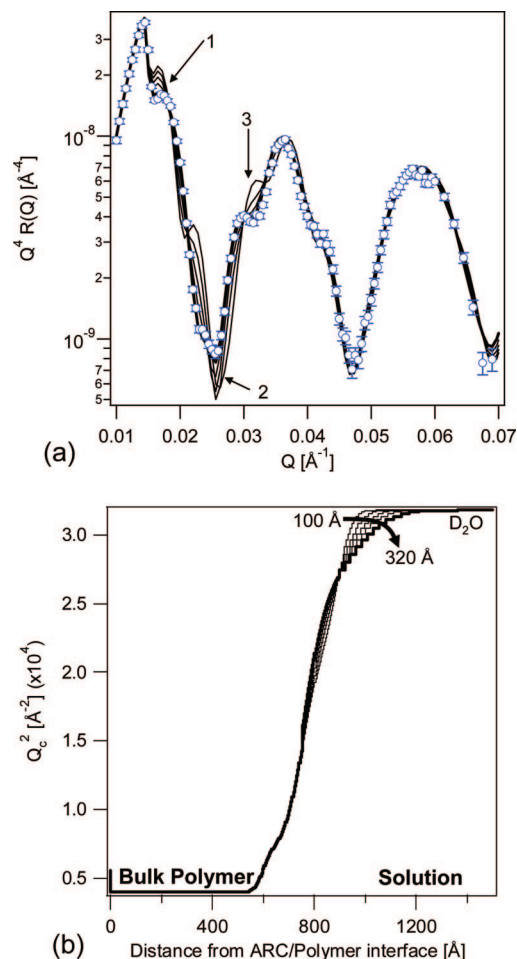 3
2
10⁻⁸
7
6
5
4
3
2
10⁻⁹
7
6
5
Q⁴ R(Q) [Å⁻⁴]
1
3
2
0.01 0.02 0.03 0.04 0.05 0.06 0.07
(a) Q [Å⁻¹]
3.0
2.5
2.0
1.5
1.0
0.5
Q꜀² [Å⁻²] (x10⁴)
100 Å
D₂O
320 Å
Bulk Polymer Solution
0 400 800 1200
(b) Distance from ARC/Polymer interface [Å]